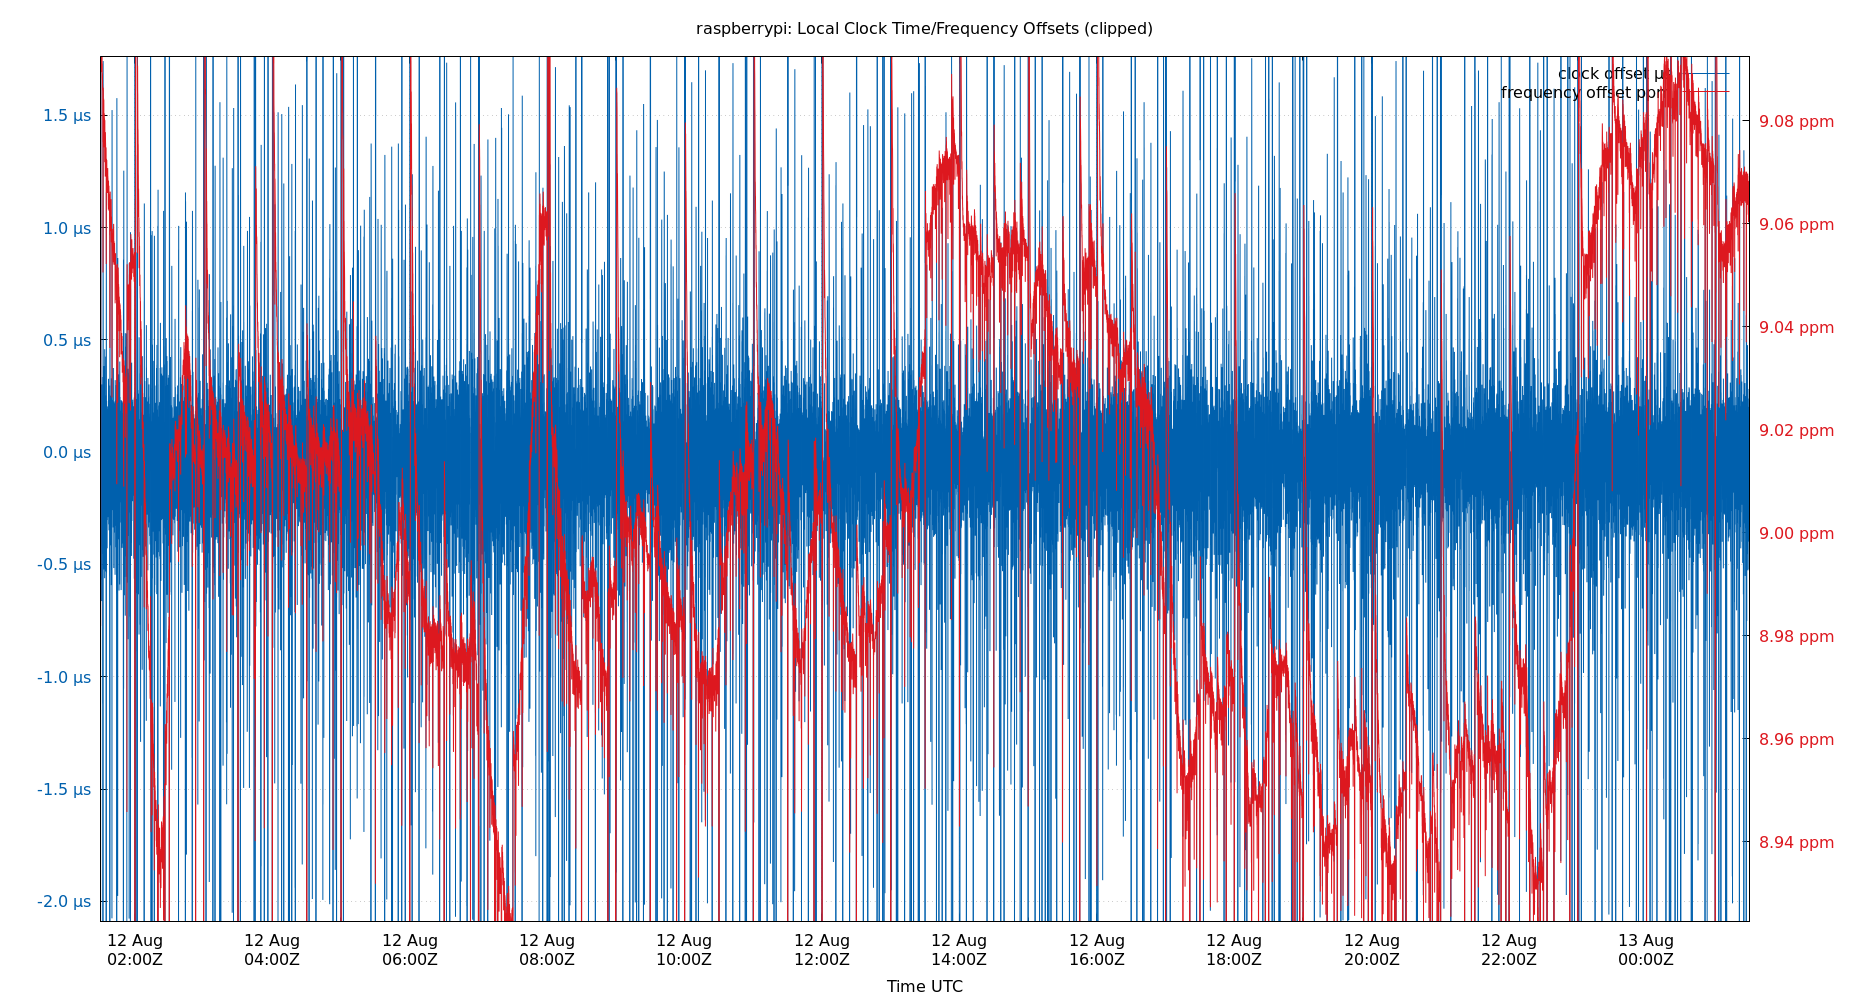 raspberrypi: Local Clock Time/Frequency Offsets (clipped)
clock offset µ
frequency offset ppm
1.5 µs
1.0 µs
0.5 µs
0.0 µs
-0.5 µs
-1.0 µs
-1.5 µs
-2.0 µs
9.08 ppm
9.06 ppm
9.04 ppm
9.02 ppm
9.00 ppm
8.98 ppm
8.96 ppm
8.94 ppm
12 Aug 12 Aug 12 Aug 12 Aug 12 Aug 12 Aug 12 Aug 12 Aug 12 Aug 12 Aug 12 Aug 13 Aug
02:00Z 04:00Z 06:00Z 08:00Z 10:00Z 12:00Z 14:00Z 16:00Z 18:00Z 20:00Z 22:00Z 00:00Z
Time UTC